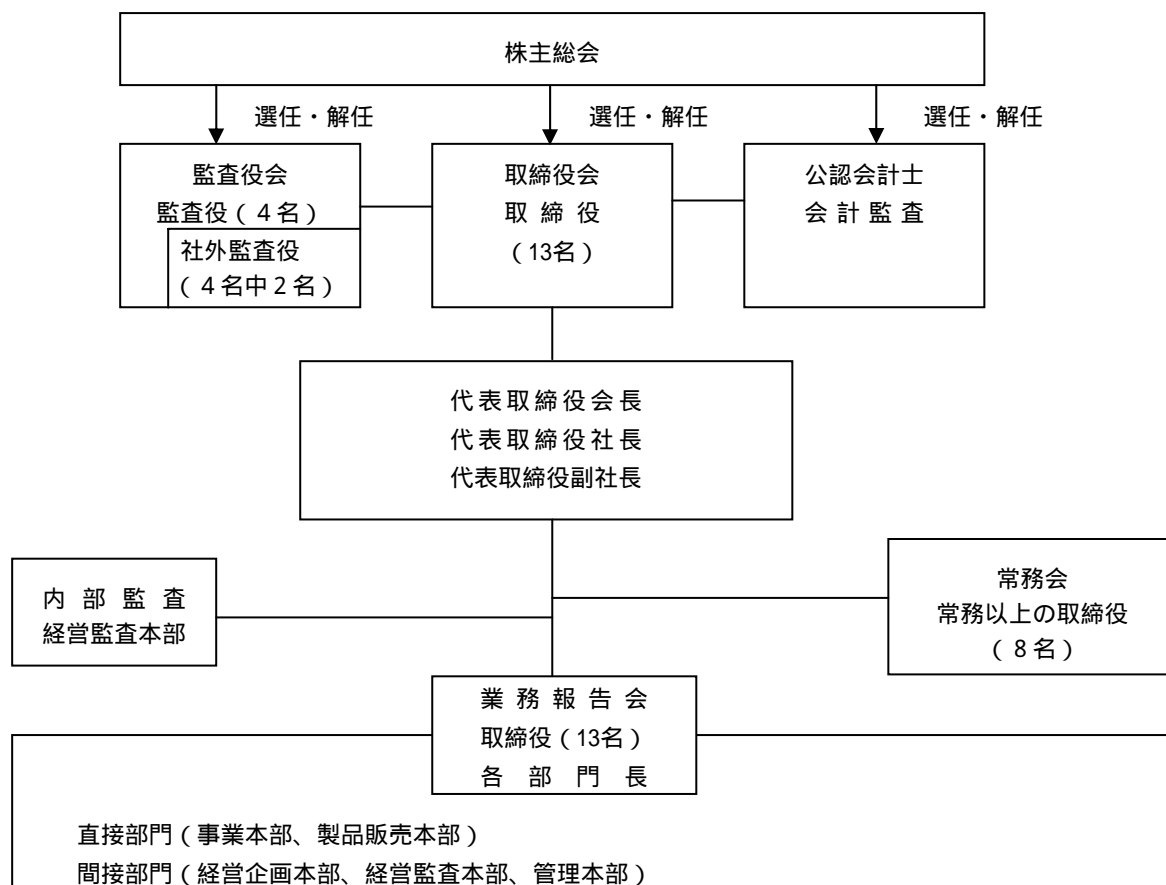 株主総会
選任・解任
選任・解任
選任・解任
監査役会
監査役(4名)
社外監査役
(4名中2名)
取締役会
取締役
(13名)
公認会計士
会計監査
代表取締役会長
代表取締役社長
代表取締役副社長
内部監査
経営監査本部
常務会
常務以上の取締役
(8名)
業務報告会
取締役(13名)
各部門長
直接部門(事業本部、製品販売本部)
間接部門(経営企画本部、経営監査本部、管理本部)